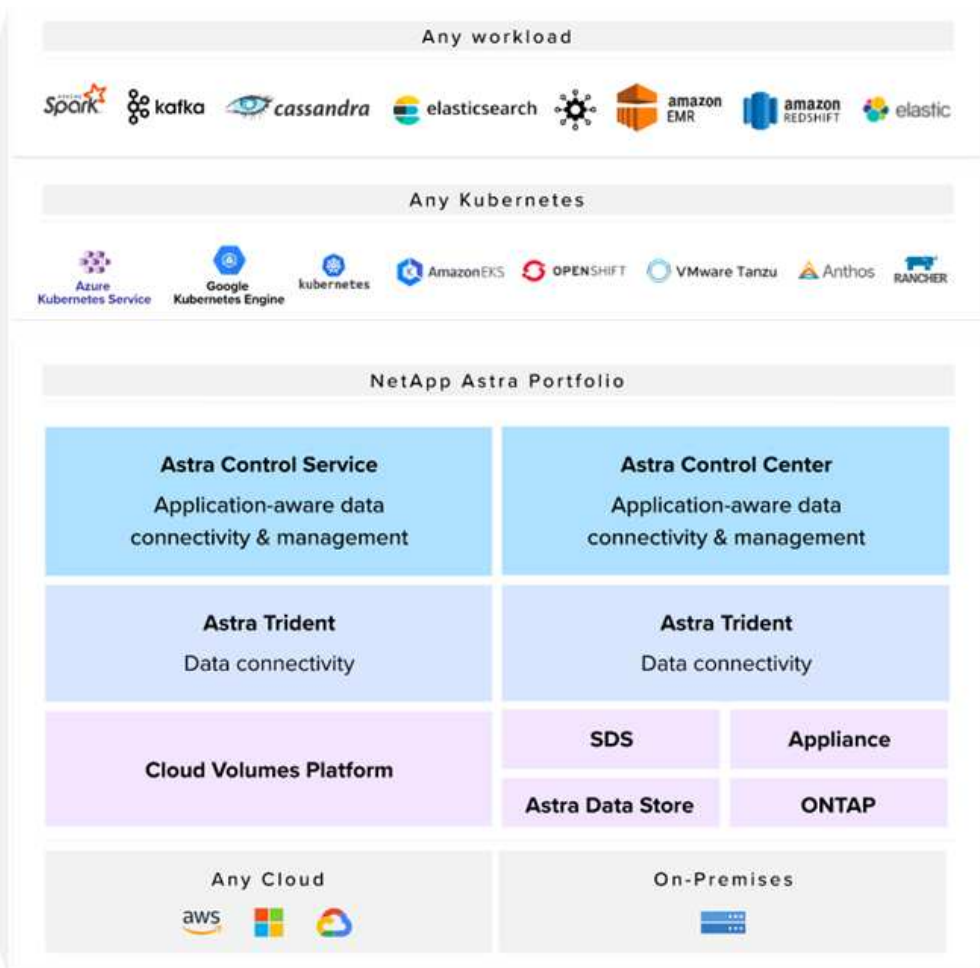 Any workload
APACHE
Spark kafka cassandra elasticsearch amazon EMR amazon REDSHIFT elastic
Any Kubernetes
Azure Kubernetes Service Google Kubernetes Engine kubernetes Amazon EKS OPENSHIFT VMware Tanzu Anthos RANCHER
NetApp Astra Portfolio
Astra Control Service
Application-aware data
connectivity & management
Astra Control Center
Application-aware data
connectivity & management
Astra Trident
Data connectivity
Astra Trident
Data connectivity
Cloud Volumes Platform
SDS
Appliance
Astra Data Store
ONTAP
Any Cloud
aws
On-Premises